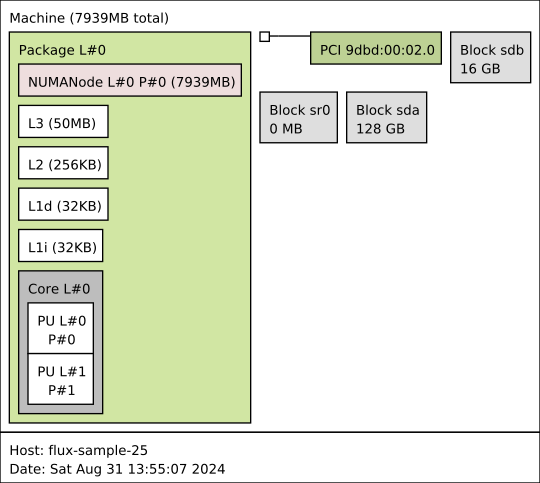 Machine (7939MB total)
Package L#0
NUMANode L#0 P#0 (7939MB)
L3 (50MB)
L2 (256KB)
L1d (32KB)
L1i (32KB)
Core L#0
PU L#0
P#0
PU L#1
P#1
PCI 9dbd:00:02.0
Block sdb
16 GB
Block sr0
0 MB
Block sda
128 GB
Host: flux-sample-25
Date: Sat Aug 31 13:55:07 2024